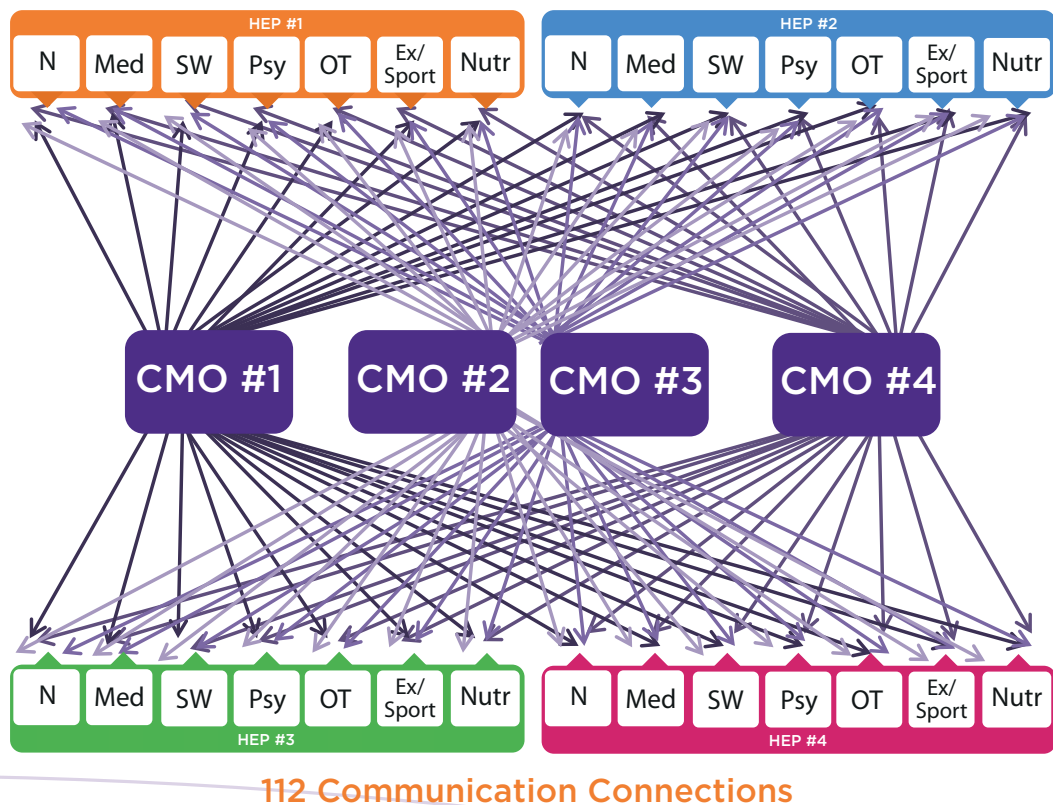 HEP #1
N Med SW Psy OT Ex/ Sport Nutr
HEP #2
N Med SW Psy OT Ex/ Sport Nutr
CMO #1
CMO #2
CMO #3
CMO #4
N Med SW Psy OT Ex/ Sport Nutr
HEP #3
N Med SW Psy OT Ex/ Sport Nutr
HEP #4
112 Communication Connections